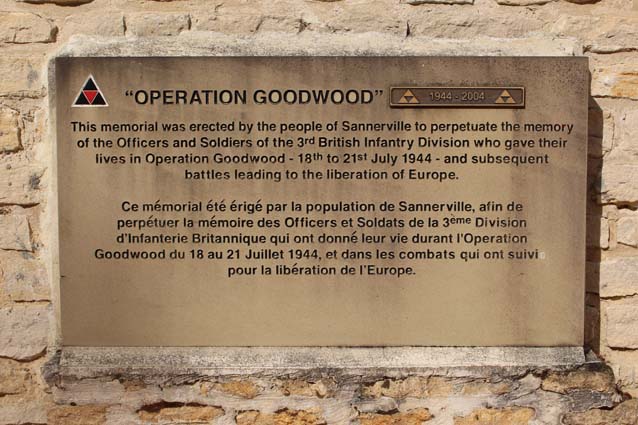 "OPERATION GOODWOOD"
1944 - 2004
This memorial was erected by the people of Sannerville to perpetuate the memory
of the Officers and Soldiers of the 3rd British Infantry Division who gave their
lives in Operation Goodwood - 18th to 21st July 1944 - and subsequent
battles leading to the liberation of Europe.
Ce mémorial été érigé par la population de Sannerville, afin de
perpétuer la mémoire des Officers et Soldats de la 3ème Division
d'Infanterie Britannique qui ont donné leur vie durant l'Operation
Goodwood du 18 au 21 Juillet 1944, et dans les combats qui ont suivis
pour la libération de l'Europe.